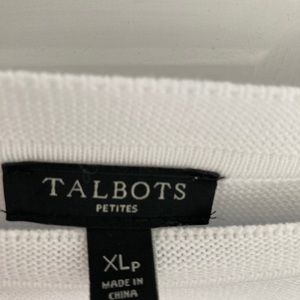 TALBOTS
PETITES
XLP
MADE IN
CHINA